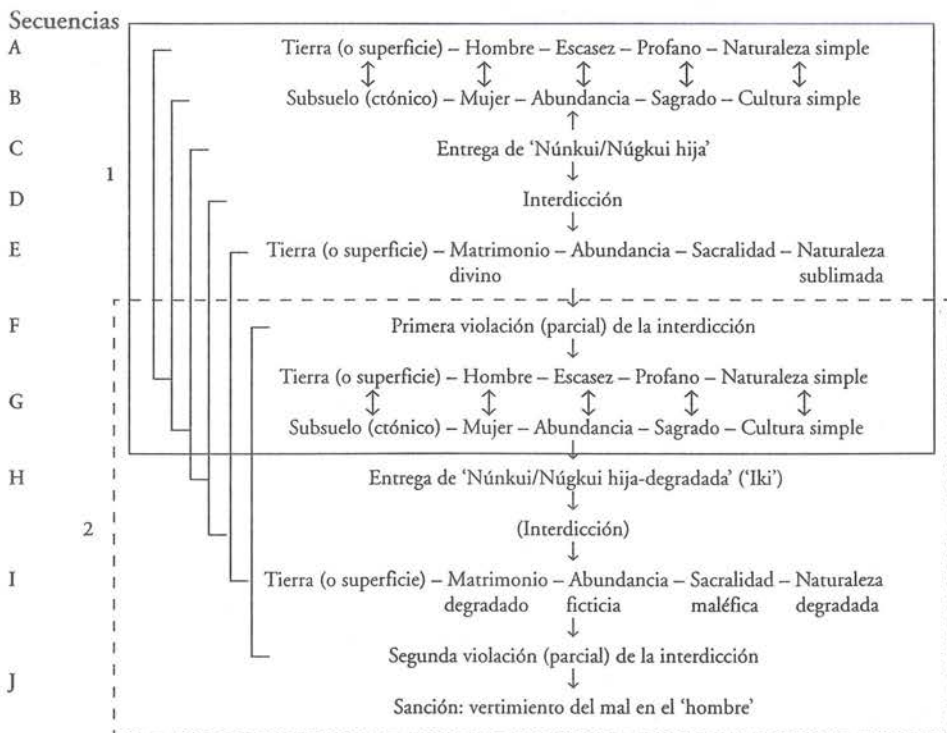 Secuencias
A Tierra (o superficie) – Hombre – Escasez – Profano – Naturaleza simple
↕ ↕ ↕ ↕ ↕
B Subsuelo (ctónico) – Mujer – Abundancia – Sagrado – Cultura simple
↑
C Entrega de ‘Núnkui/Núgkui hija’
1
↓
D Interdicción
↓
E Tierra (o superficie) – Matrimonio – Abundancia – Sacralidad – Naturaleza
divino sublimada
↓
F Primera violación (parcial) de la interdicción
↓
Tierra (o superficie) – Hombre – Escasez – Profano – Naturaleza simple
G ↕ ↕ ↕ ↕ ↕
Subsuelo (ctónico) – Mujer – Abundancia – Sagrado – Cultura simple
↓
H Entrega de ‘Núnkui/Núgkui hija-degradada’ (‘Iki’)
↓
2 (Interdicción)
↓
I Tierra (o superficie) – Matrimonio – Abundancia – Sacralidad – Naturaleza
degradado ficticia maléfica degradada
↓
Segunda violación (parcial) de la interdicción
J ↓
Sanción: vertimiento del mal en el ‘hombre’